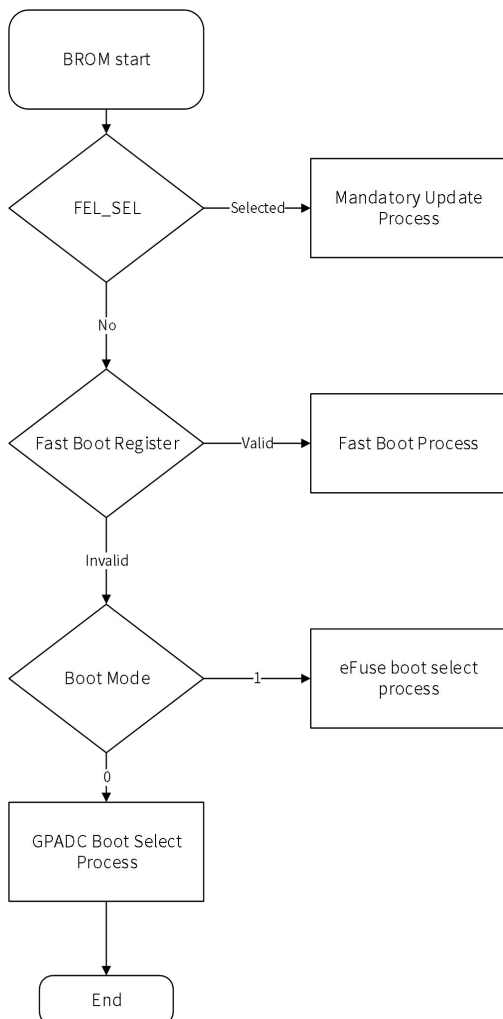 BROM start
FEL_SEL
Selected
Mandatory Update
Process
No
Fast Boot Register
Valid
Fast Boot Process
Invalid
Boot Mode
1
eFuse boot select
process
0
GPADC Boot Select
Process
End